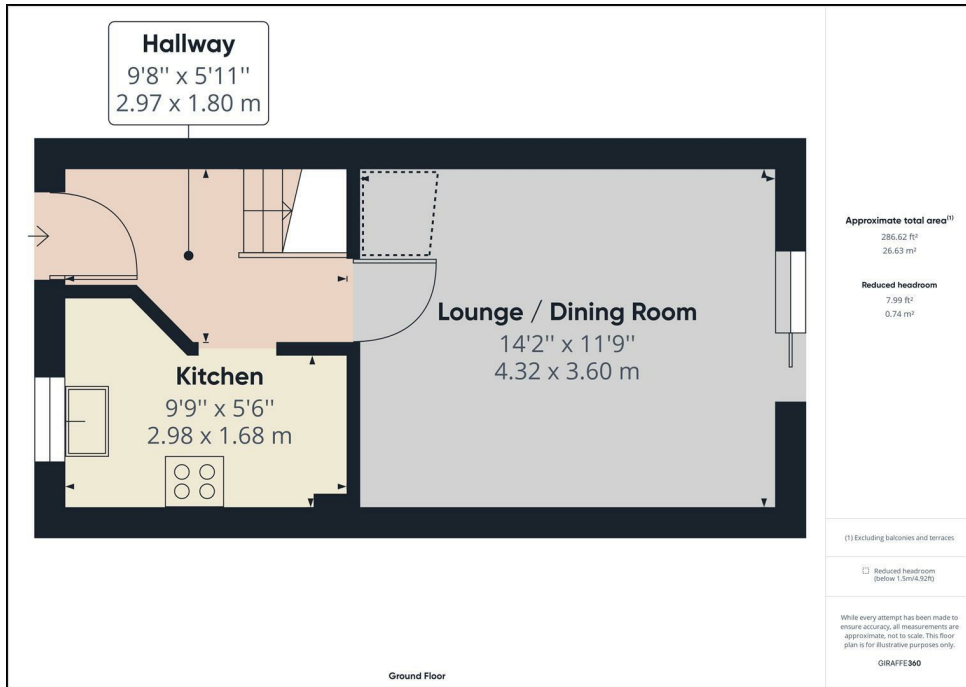 Hallway
9'8'' x 5'11''
2.97 x 1.80 m
Lounge / Dining Room
14'2'' x 11'9''
4.32 x 3.60 m
Kitchen
9'9'' x 5'6''
2.98 x 1.68 m
Ground Floor
Approximate total area(1)
286.62 ft²
26.63 m²
Reduced headroom
7.99 ft²
0.74 m²
(1) Excluding balconies and terraces
Reduced headroom
(below 1.5m/4.92ft)
While every attempt has been made to
ensure accuracy, all measurements are
approximate, not to scale. This floor
plan is for illustrative purposes only.
GIRAFFE360